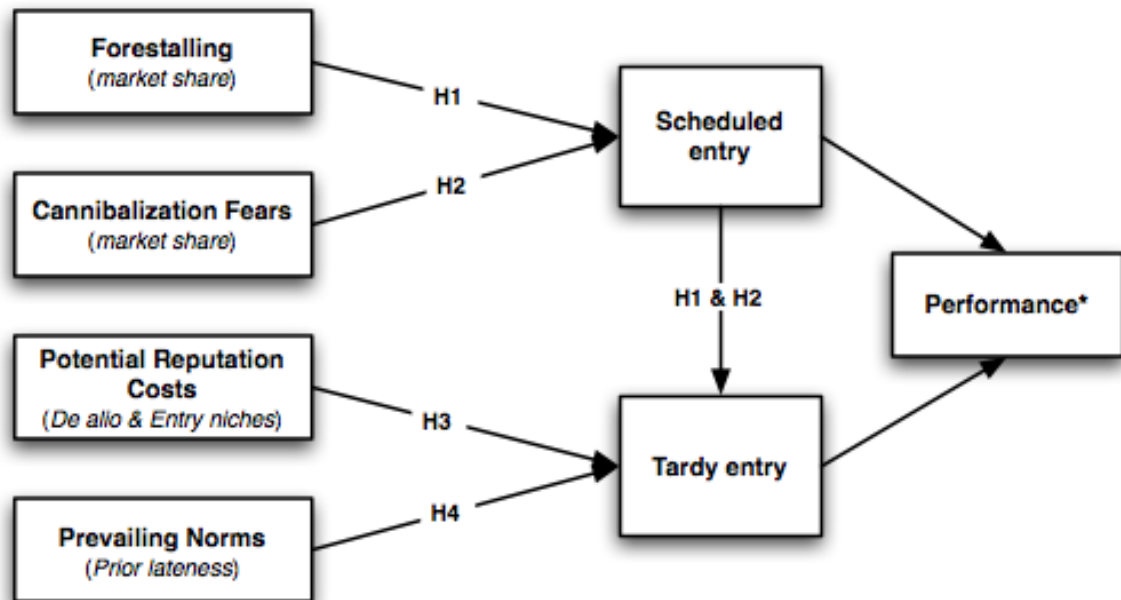 Forestalling
(market share)
H1
Scheduled
entry
Cannibalization Fears
(market share)
H2
H1 & H2
Performance*
Potential Reputation
Costs
(De alio & Entry niches)
H3
Tardy entry
H4
Prevailing Norms
(Prior lateness)